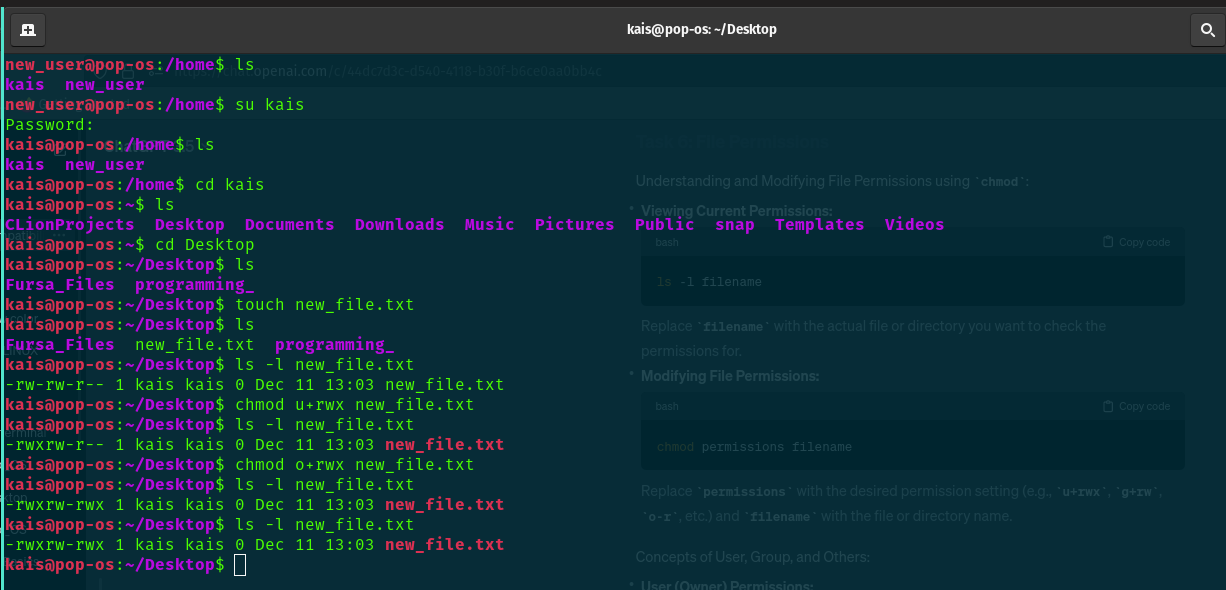 kais@pop-os: ~/Desktop
new_user@pop-os:/home$ ls
kais  new_user
new_user@pop-os:/home$ su kais
Password:
kais@pop-os:/home$ ls
kais  new_user
kais@pop-os:/home$ cd kais
kais@pop-os:~$ ls
CLionProjects  Desktop  Documents  Downloads  Music  Pictures  Public  snap  Templates  Videos
kais@pop-os:~$ cd Desktop
kais@pop-os:~/Desktop$ ls
Fursa_Files  programming_
kais@pop-os:~/Desktop$ touch new_file.txt
kais@pop-os:~/Desktop$ ls
Fursa_Files  new_file.txt  programming_
kais@pop-os:~/Desktop$ ls -l new_file.txt
-rw-rw-r-- 1 kais kais 0 Dec 11 13:03 new_file.txt
kais@pop-os:~/Desktop$ chmod u+rwx new_file.txt
kais@pop-os:~/Desktop$ ls -l new_file.txt
-rwxrw-r-- 1 kais kais 0 Dec 11 13:03 new_file.txt
kais@pop-os:~/Desktop$ chmod o+rwx new_file.txt
kais@pop-os:~/Desktop$ ls -l new_file.txt
-rwxrw-rwx 1 kais kais 0 Dec 11 13:03 new_file.txt
kais@pop-os:~/Desktop$ ls -l new_file.txt
-rwxrw-rwx 1 kais kais 0 Dec 11 13:03 new_file.txt
kais@pop-os:~/Desktop$
Understanding and Modifying File Permissions using `chmod`:
• Viewing Current Permissions:
bash
Copy code
ls -l filename
Replace `filename` with the actual file or directory you want to check the
permissions for.
• Modifying File Permissions:
bash
Copy code
chmod permissions filename
Replace `permissions` with the desired permission setting (e.g., `u+rwx`, `g+rw`,
`o-r`, etc.) and `filename` with the file or directory name.
Concepts of User, Group, and Others:
• User (Owner) Permissions: